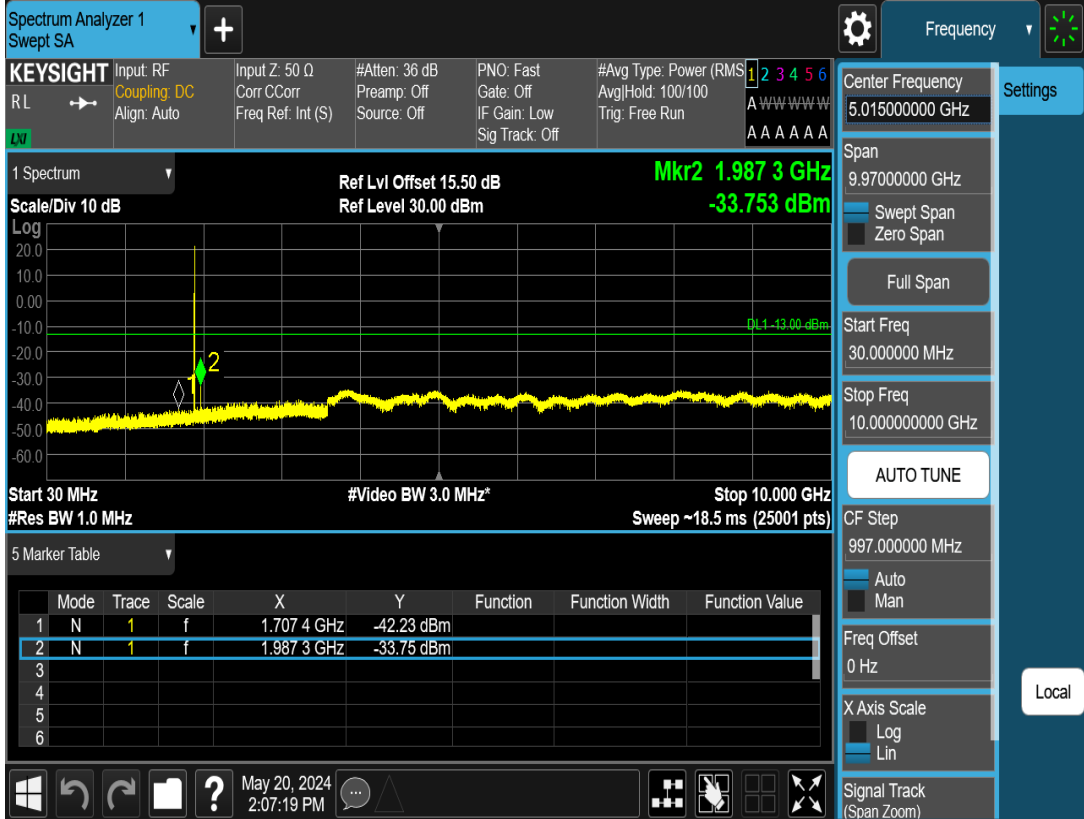 Spectrum Analyzer 1
Swept SA
+
Frequency
KEYSIGHT
RL
LXI
Input: RF
Coupling: DC
Align: Auto
Input Z: 50 Ω
Corr CCorr
Freq Ref: Int (S)
#Atten: 36 dB
Preamp: Off
Source: Off
PNO: Fast
Gate: Off
IF Gain: Low
Sig Track: Off
#Avg Type: Power (RMS
Avg|Hold: 100/100
Trig: Free Run
1 2 3 4 5 6
A W W W W W
A A A A A A
1 Spectrum
Scale/Div 10 dB
Ref Lvl Offset 15.50 dB
Ref Level 30.00 dBm
Mkr2 1.987 3 GHz
-33.753 dBm
Log
20.0
10.0
0.00
-10.0
-20.0
-30.0
-40.0
-50.0
-60.0
DL1 -13.00 dBm
1
2
Start 30 MHz
#Res BW 1.0 MHz
#Video BW 3.0 MHz*
Stop 10.000 GHz
Sweep ~18.5 ms (25001 pts)
5 Marker Table
Mode Trace Scale X Y Function Function Width Function Value
1 N 1 f 1.707 4 GHz -42.23 dBm
2 N 1 f 1.987 3 GHz -33.75 dBm
3
4
5
6
?
May 20, 2024
2:07:19 PM
Center Frequency
5.015000000 GHz
Span
9.97000000 GHz
Swept Span
Zero Span
Full Span
Start Freq
30.000000 MHz
Stop Freq
10.000000000 GHz
AUTO TUNE
CF Step
997.000000 MHz
Auto
Man
Freq Offset
0 Hz
X Axis Scale
Log
Lin
Signal Track
(Span Zoom)
Settings
Local